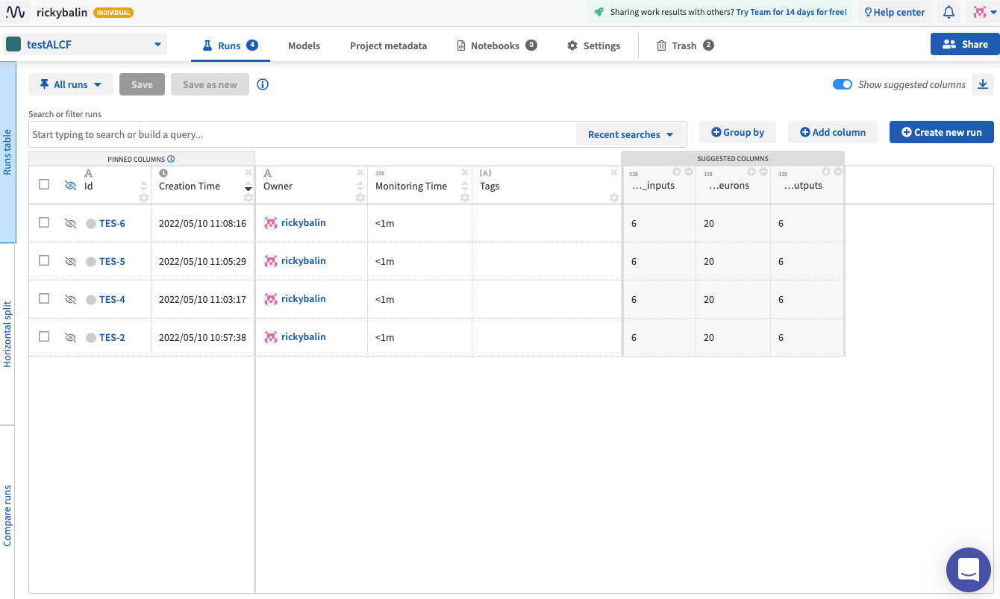 rickybalin INDIVIDUAL Sharing work results with others? Try Team for 14 days for free! Help center
testALCF Runs 4 Models Project metadata Notebooks 0 Settings Trash 2 Share
All runs Save Save as new Show suggested columns
Search or filter runs
Start typing to search or build a query... Recent searches Group by Add column Create new run
PINNED COLUMNS SUGGESTED COLUMNS
A A 123 {A} 123 123 123
Id Creation Time Owner Monitoring Time Tags ..._inputs ...eurons ...utputs
TES-6 2022/05/10 11:08:16 rickybalin <1m 6 20 6
TES-5 2022/05/10 11:05:29 rickybalin <1m 6 20 6
TES-4 2022/05/10 11:03:17 rickybalin <1m 6 20 6
TES-2 2022/05/10 10:57:38 rickybalin <1m 6 20 6
Runs table
Horizontal split
Compare runs